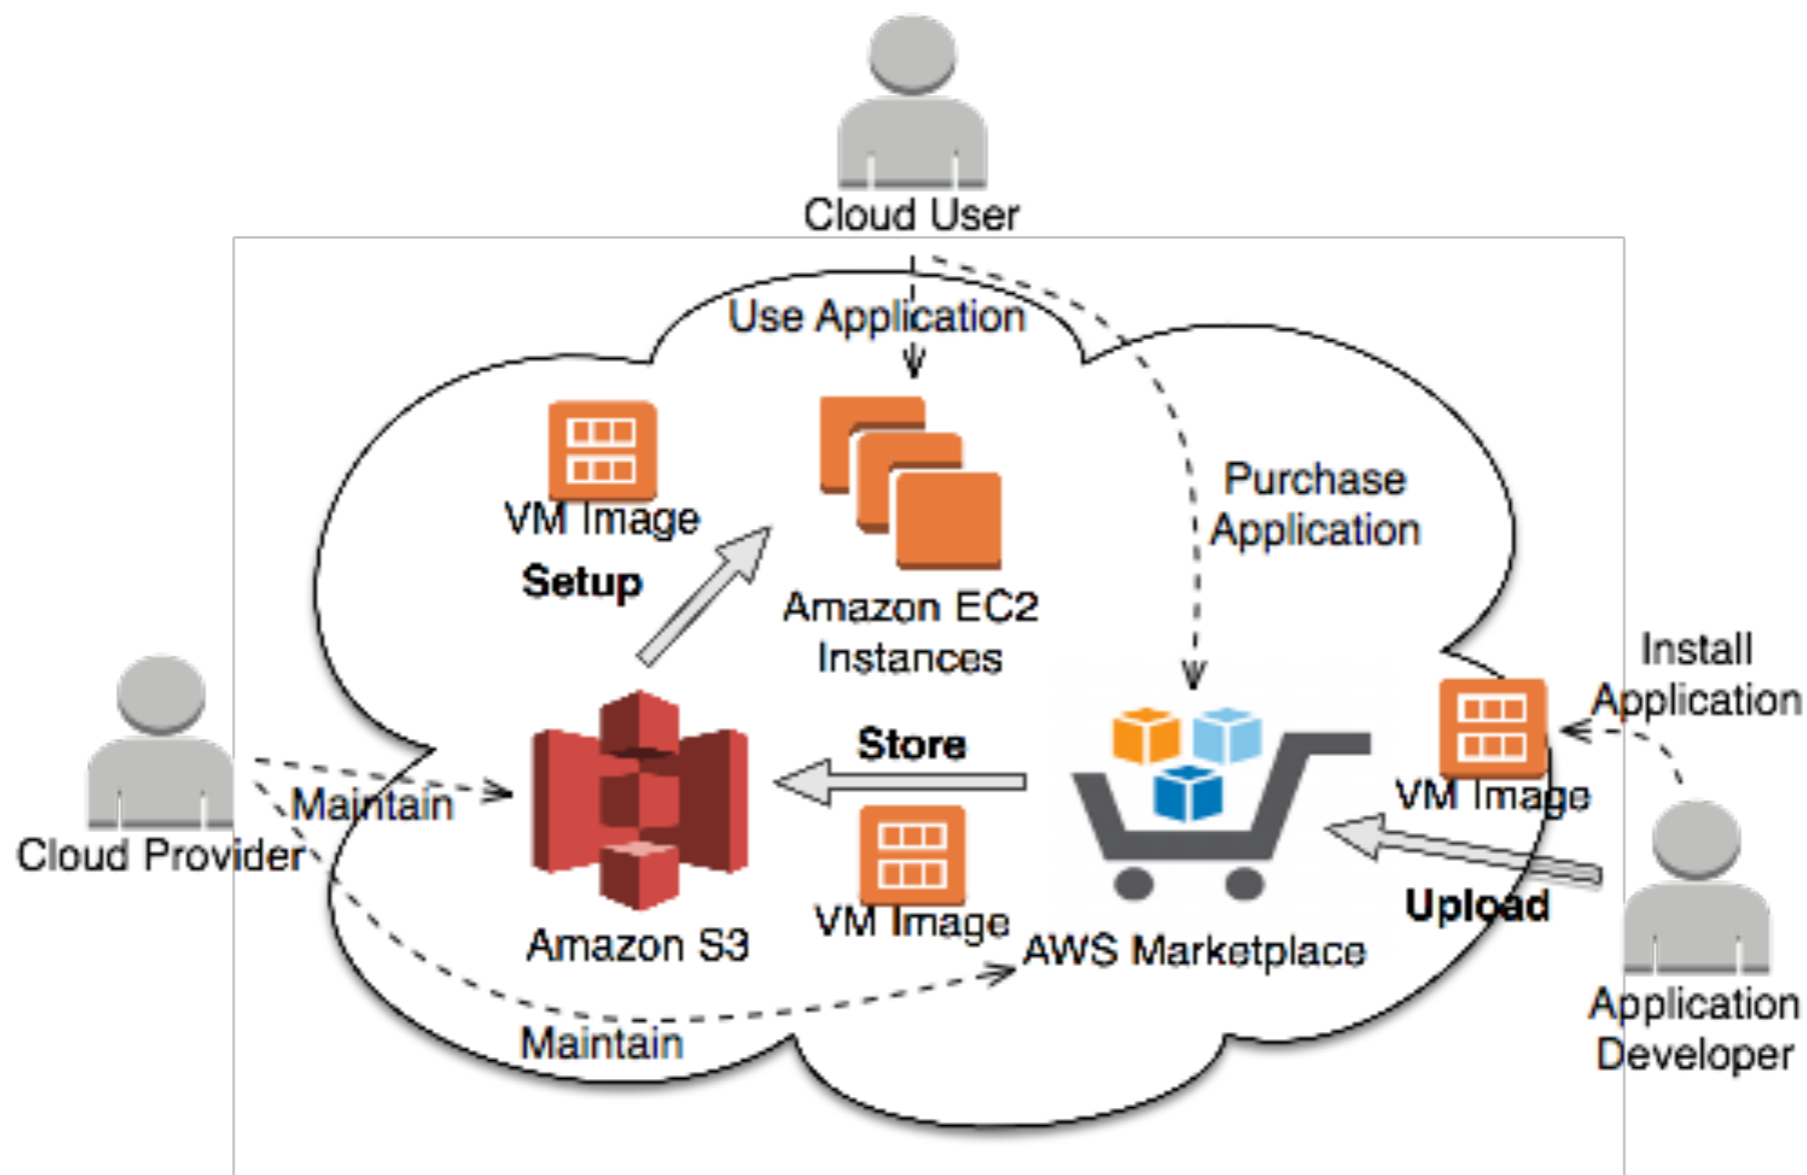 Cloud User
Use Application
VM Image
Purchase
Application
Setup
Amazon EC2
Instances
Install
Application
Store
VM Image
Maintain
Cloud Provider
VM Image
Upload
Amazon S3
AWS Marketplace
Maintain
Application
Developer